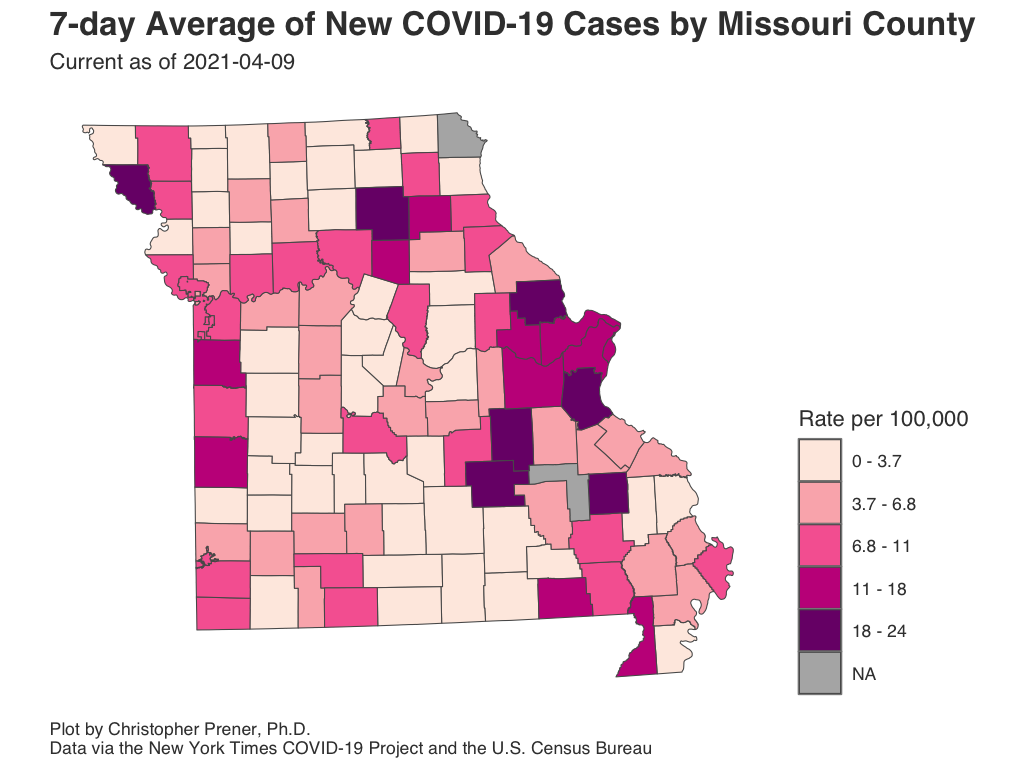 7-day Average of New COVID-19 Cases by Missouri County
Current as of 2021-04-09
Rate per 100,000
0 - 3.7
3.7 - 6.8
6.8 - 11
11 - 18
18 - 24
NA
Plot by Christopher Prener, Ph.D.
Data via the New York Times COVID-19 Project and the U.S. Census Bureau